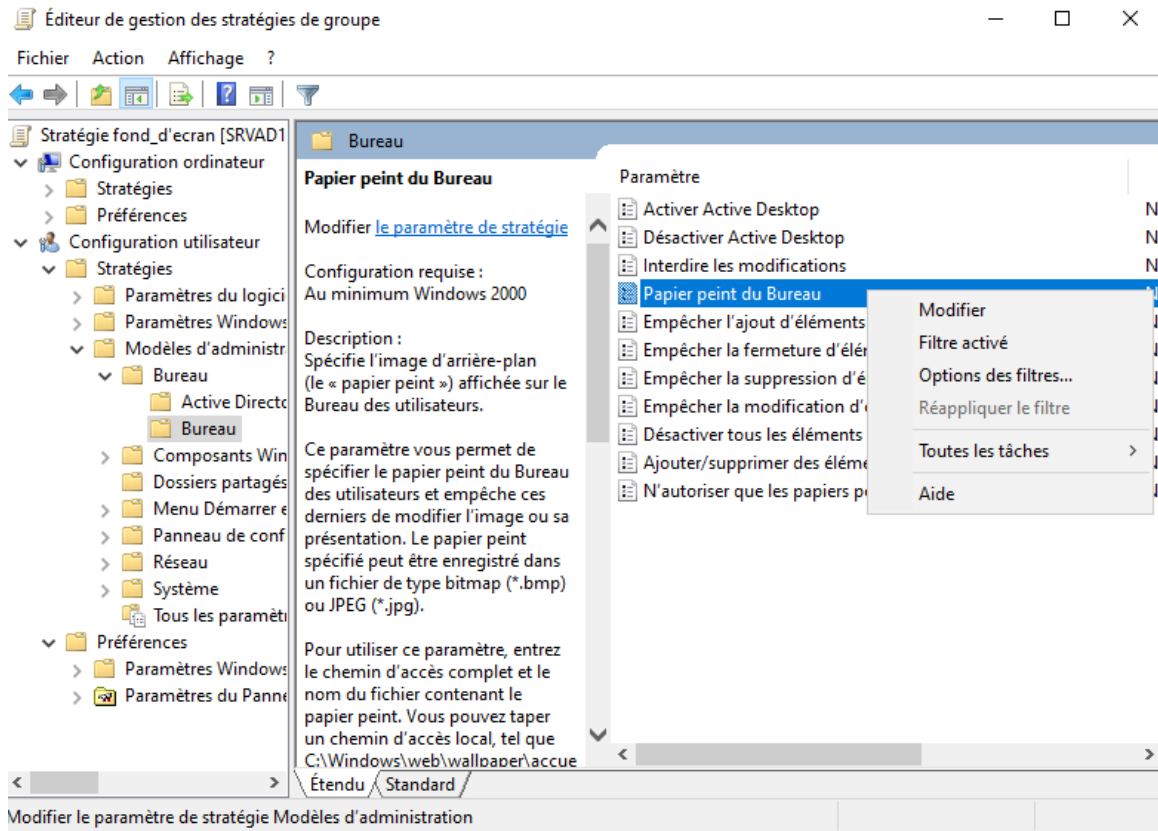 Éditeur de gestion des stratégies de groupe
Fichier Action Affichage ?
Stratégie fond_d'ecran [SRVAD1
Configuration ordinateur
Stratégies
Préférences
Configuration utilisateur
Stratégies
Paramètres du logici
Paramètres Windows
Modèles d'administr
Bureau
Active Directo
Bureau
Composants Win
Dossiers partagés
Menu Démarrer e
Panneau de conf
Réseau
Système
Tous les paramètr
Préférences
Paramètres Windows
Paramètres du Panne
Bureau
Papier peint du Bureau
Modifier le paramètre de stratégie
Configuration requise :
Au minimum Windows 2000
Description :
Spécifie l'image d'arrière-plan
(le « papier peint ») affichée sur le
Bureau des utilisateurs.
Ce paramètre vous permet de
spécifier le papier peint du Bureau
des utilisateurs et empêche ces
derniers de modifier l'image ou sa
présentation. Le papier peint
spécifié peut être enregistré dans
un fichier de type bitmap (*.bmp)
ou JPEG (*.jpg).
Pour utiliser ce paramètre, entrez
le chemin d'accès complet et le
nom du fichier contenant le
papier peint. Vous pouvez taper
un chemin d'accès local, tel que
C:\Windows\web\wallpaper\accue
Paramètre
Activer Active Desktop N
Désactiver Active Desktop N
Interdire les modifications N
Papier peint du Bureau N
Empêcher l'ajout d'éléments
Empêcher la fermeture d'élé
Empêcher la suppression d'é
Empêcher la modification d'
Désactiver tous les éléments
Ajouter/supprimer des éléme
N'autoriser que les papiers p
Modifier
Filtre activé
Options des filtres...
Réappliquer le filtre
Toutes les tâches
Aide
Étendu Standard
Modifier le paramètre de stratégie Modèles d'administration